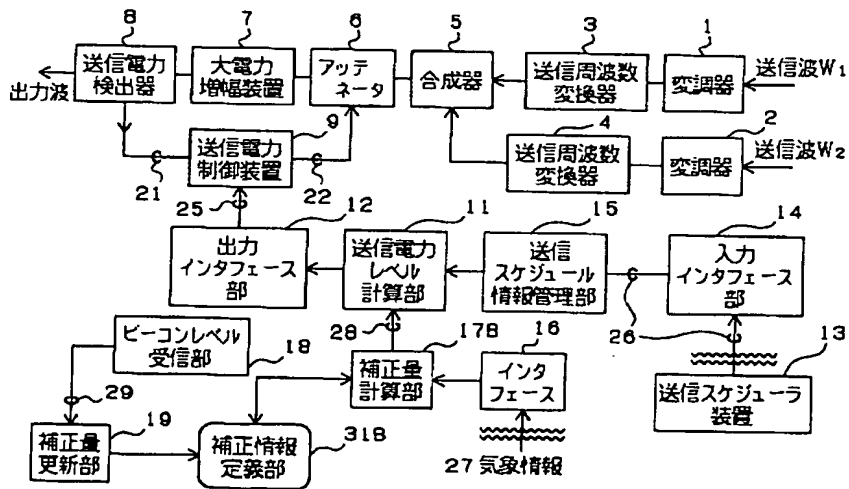 8
7
6
5
3
1
送信電力
検出器
大電力
増幅装置
アッテ
ネータ
合成器
送信周波数
変換器
変調器
送信波W1
出力波
9
4
2
送信電力
制御装置
送信周波数
変換器
変調器
送信波W2
21
22
25
12
11
15
14
出力
インタフェース
部
送信電力
レベル
計算部
送信
スケジュール
情報管理部
入力
インタフェース
部
26
28
17B
16
13
ビーコンレベル
受信部
18
補正量
計算部
インタ
フェース
送信スケジューラ
装置
29
19
31B
補正量
更新部
補正情報
定義部
27 気象情報